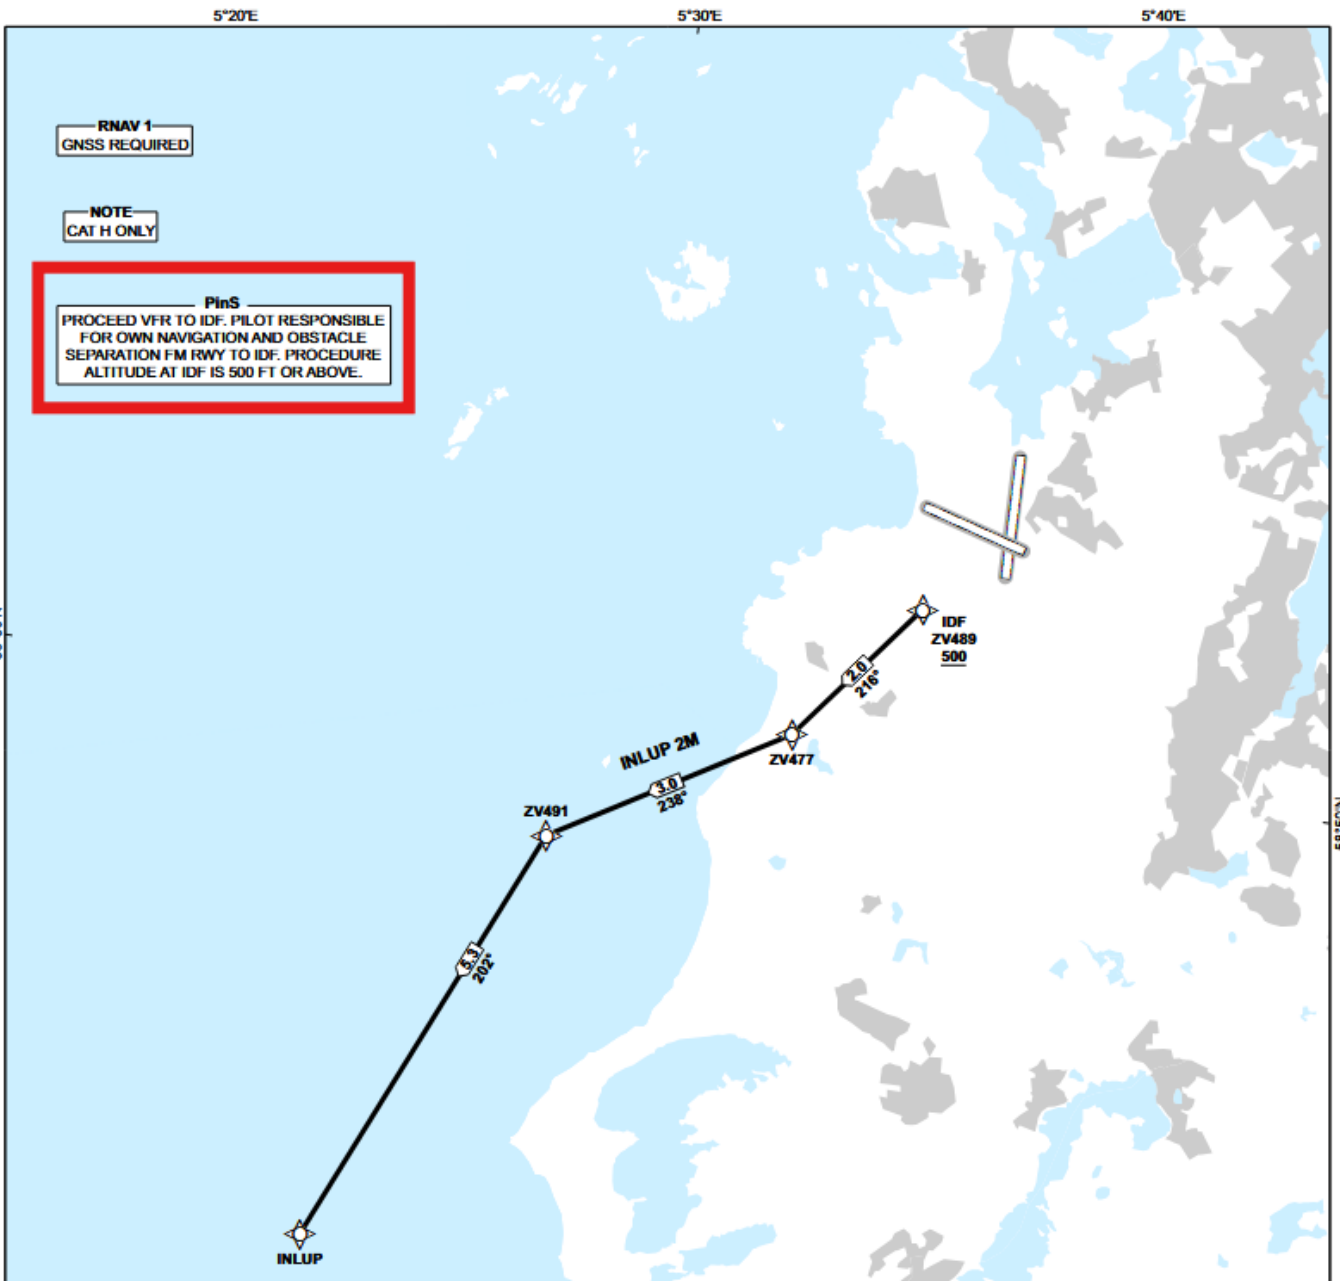 5°20'E
5°30'E
5°40'E
RNAV 1
GNSS REQUIRED
NOTE
CAT H ONLY
PinS
PROCEED VFR TO IDF. PILOT RESPONSIBLE
FOR OWN NAVIGATION AND OBSTACLE
SEPARATION FM RWY TO IDF. PROCEDURE
ALTITUDE AT IDF IS 500 FT OR ABOVE.
IDF
ZV489
500
2.0
216°
ZV477
INLUP 2M
3.0
238°
ZV491
58°50'N
5.3
202°
INLUP